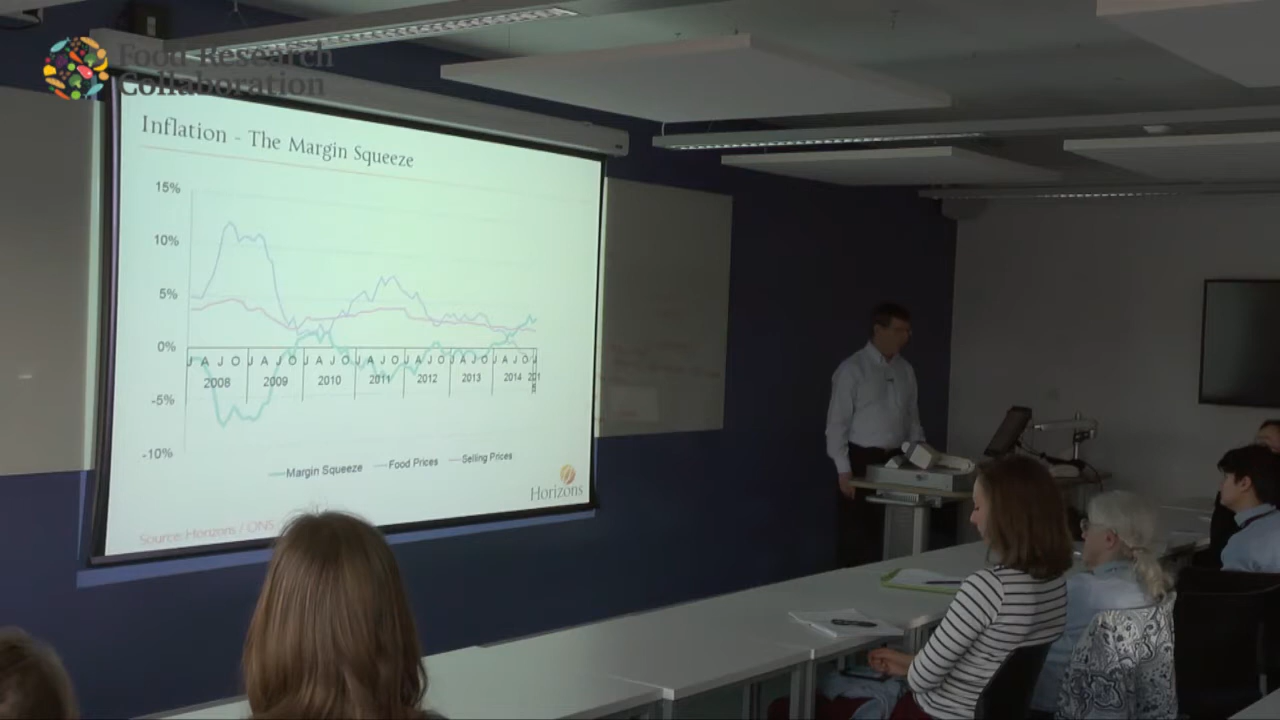 Food Research
Collaboration
Inflation - The Margin Squeeze
15%
10%
5%
0%
-5%
-10%
J A J O J A J O J A J O J A J O J A J O J A J O J A J O J
2008 2009 2010 2011 2012 2013 2014 201
Margin Squeeze Food Prices Selling Prices
Horizons
Source: Horizons / ONS